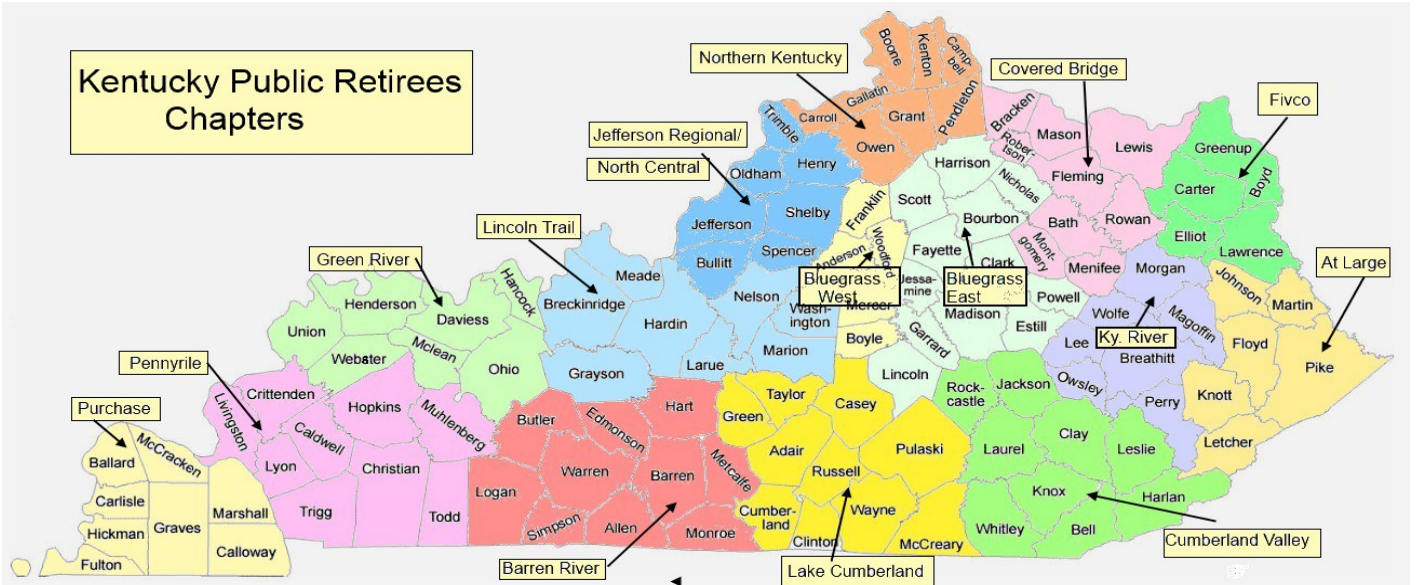 Kentucky Public Retirees
Chapters
Northern Kentucky
Covered Bridge
Fivco
Jefferson Regional/
North Central
Lincoln Trail
Green River
At Large
Pennyrile
Purchase
Bluegrass
West
Bluegrass
East
Ky. River
Barren River
Lake Cumberland
Cumberland Valley
Boone
Kenton
Camp-
bell
Gallatin
Carroll
Grant
Pendleton
Owen
Trimble
Henry
Oldham
Jefferson
Shelby
Spencer
Bullitt
Bracken
Mason
Rober-
tson
Lewis
Fleming
Bath
Rowan
Mont-
gomery
Menifee
Greenup
Carter
Boyd
Elliot
Lawrence
Harrison
Nicholas
Scott
Bourbon
Fayette
Clark
Jessa-
mine
Madison
Powell
Estill
Garrard
Lincoln
Franklin
Woodford
Anderson
Mercer
Boyle
Meade
Breckinridge
Hardin
Nelson
Wash-
ington
Marion
Larue
Grayson
Hancock
Henderson
Daviess
Union
Webster
Mclean
Ohio
Crittenden
Livingston
Hopkins
Muhlenberg
Caldwell
Lyon
Christian
Trigg
Todd
Ballard
McCracken
Carlisle
Graves
Marshall
Hickman
Calloway
Fulton
Butler
Edmonson
Hart
Warren
Barren
Metcalfe
Logan
Simpson
Allen
Monroe
Taylor
Green
Casey
Adair
Pulaski
Russell
Cumber-
land
Wayne
Clinton
McCreary
Rock-
castle
Jackson
Laurel
Clay
Leslie
Knox
Harlan
Whitley
Bell
Morgan
Wolfe
Magoffin
Lee
Breathitt
Owsley
Perry
Johnson
Martin
Floyd
Pike
Knott
Letcher